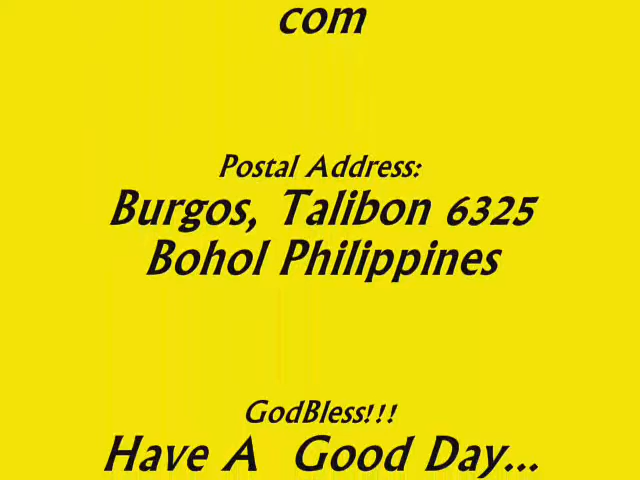 com
Postal Address:
Burgos, Talibon 6325
Bohol Philippines
GodBless!!!
Have A  Good Day...